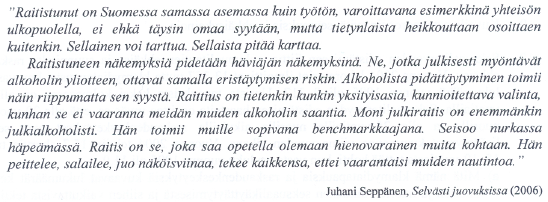 "Raitistunut on Suomessa samassa asemassa kuin työtön, varoittavana esimerkkinä yhteisön
ulkopuolella, ei ehkä täysin omaa syytään, mutta tietynlaista heikkouttaan osoittaen
kuitenkin. Sellainen voi tarttua. Sellaista pitää karttaa.
Raitistuneen näkemyksiä pidetään häviäjän näkemyksinä. Ne, jotka julkisesti myöntävät
alkoholin yliotteen, ottavat samalla eristäytymisen riskin. Alkoholista pidättäytyminen toimii
näin riippumatta sen syystä. Raittius on tietenkin kunkin yksityisasia, kunnioitettava valinta,
kunhan se ei vaaranna meidän muiden alkoholin saantia. Moni julkiraitis on enemmänkin
julkialkoholisti. Hän toimii muille sopivana benchmarkkaajana. Seisoo nurkassa
häpeämässä. Raitis on se, joka saa opetella olemaan hienovarainen muita kohtaan. Hän
peittelee, salailee, juo näköisviinaa, tekee kaikkensa, ettei vaarantaisi muiden nautintoa."
Juhani Seppänen, Selvästi juovuksissa (2006)